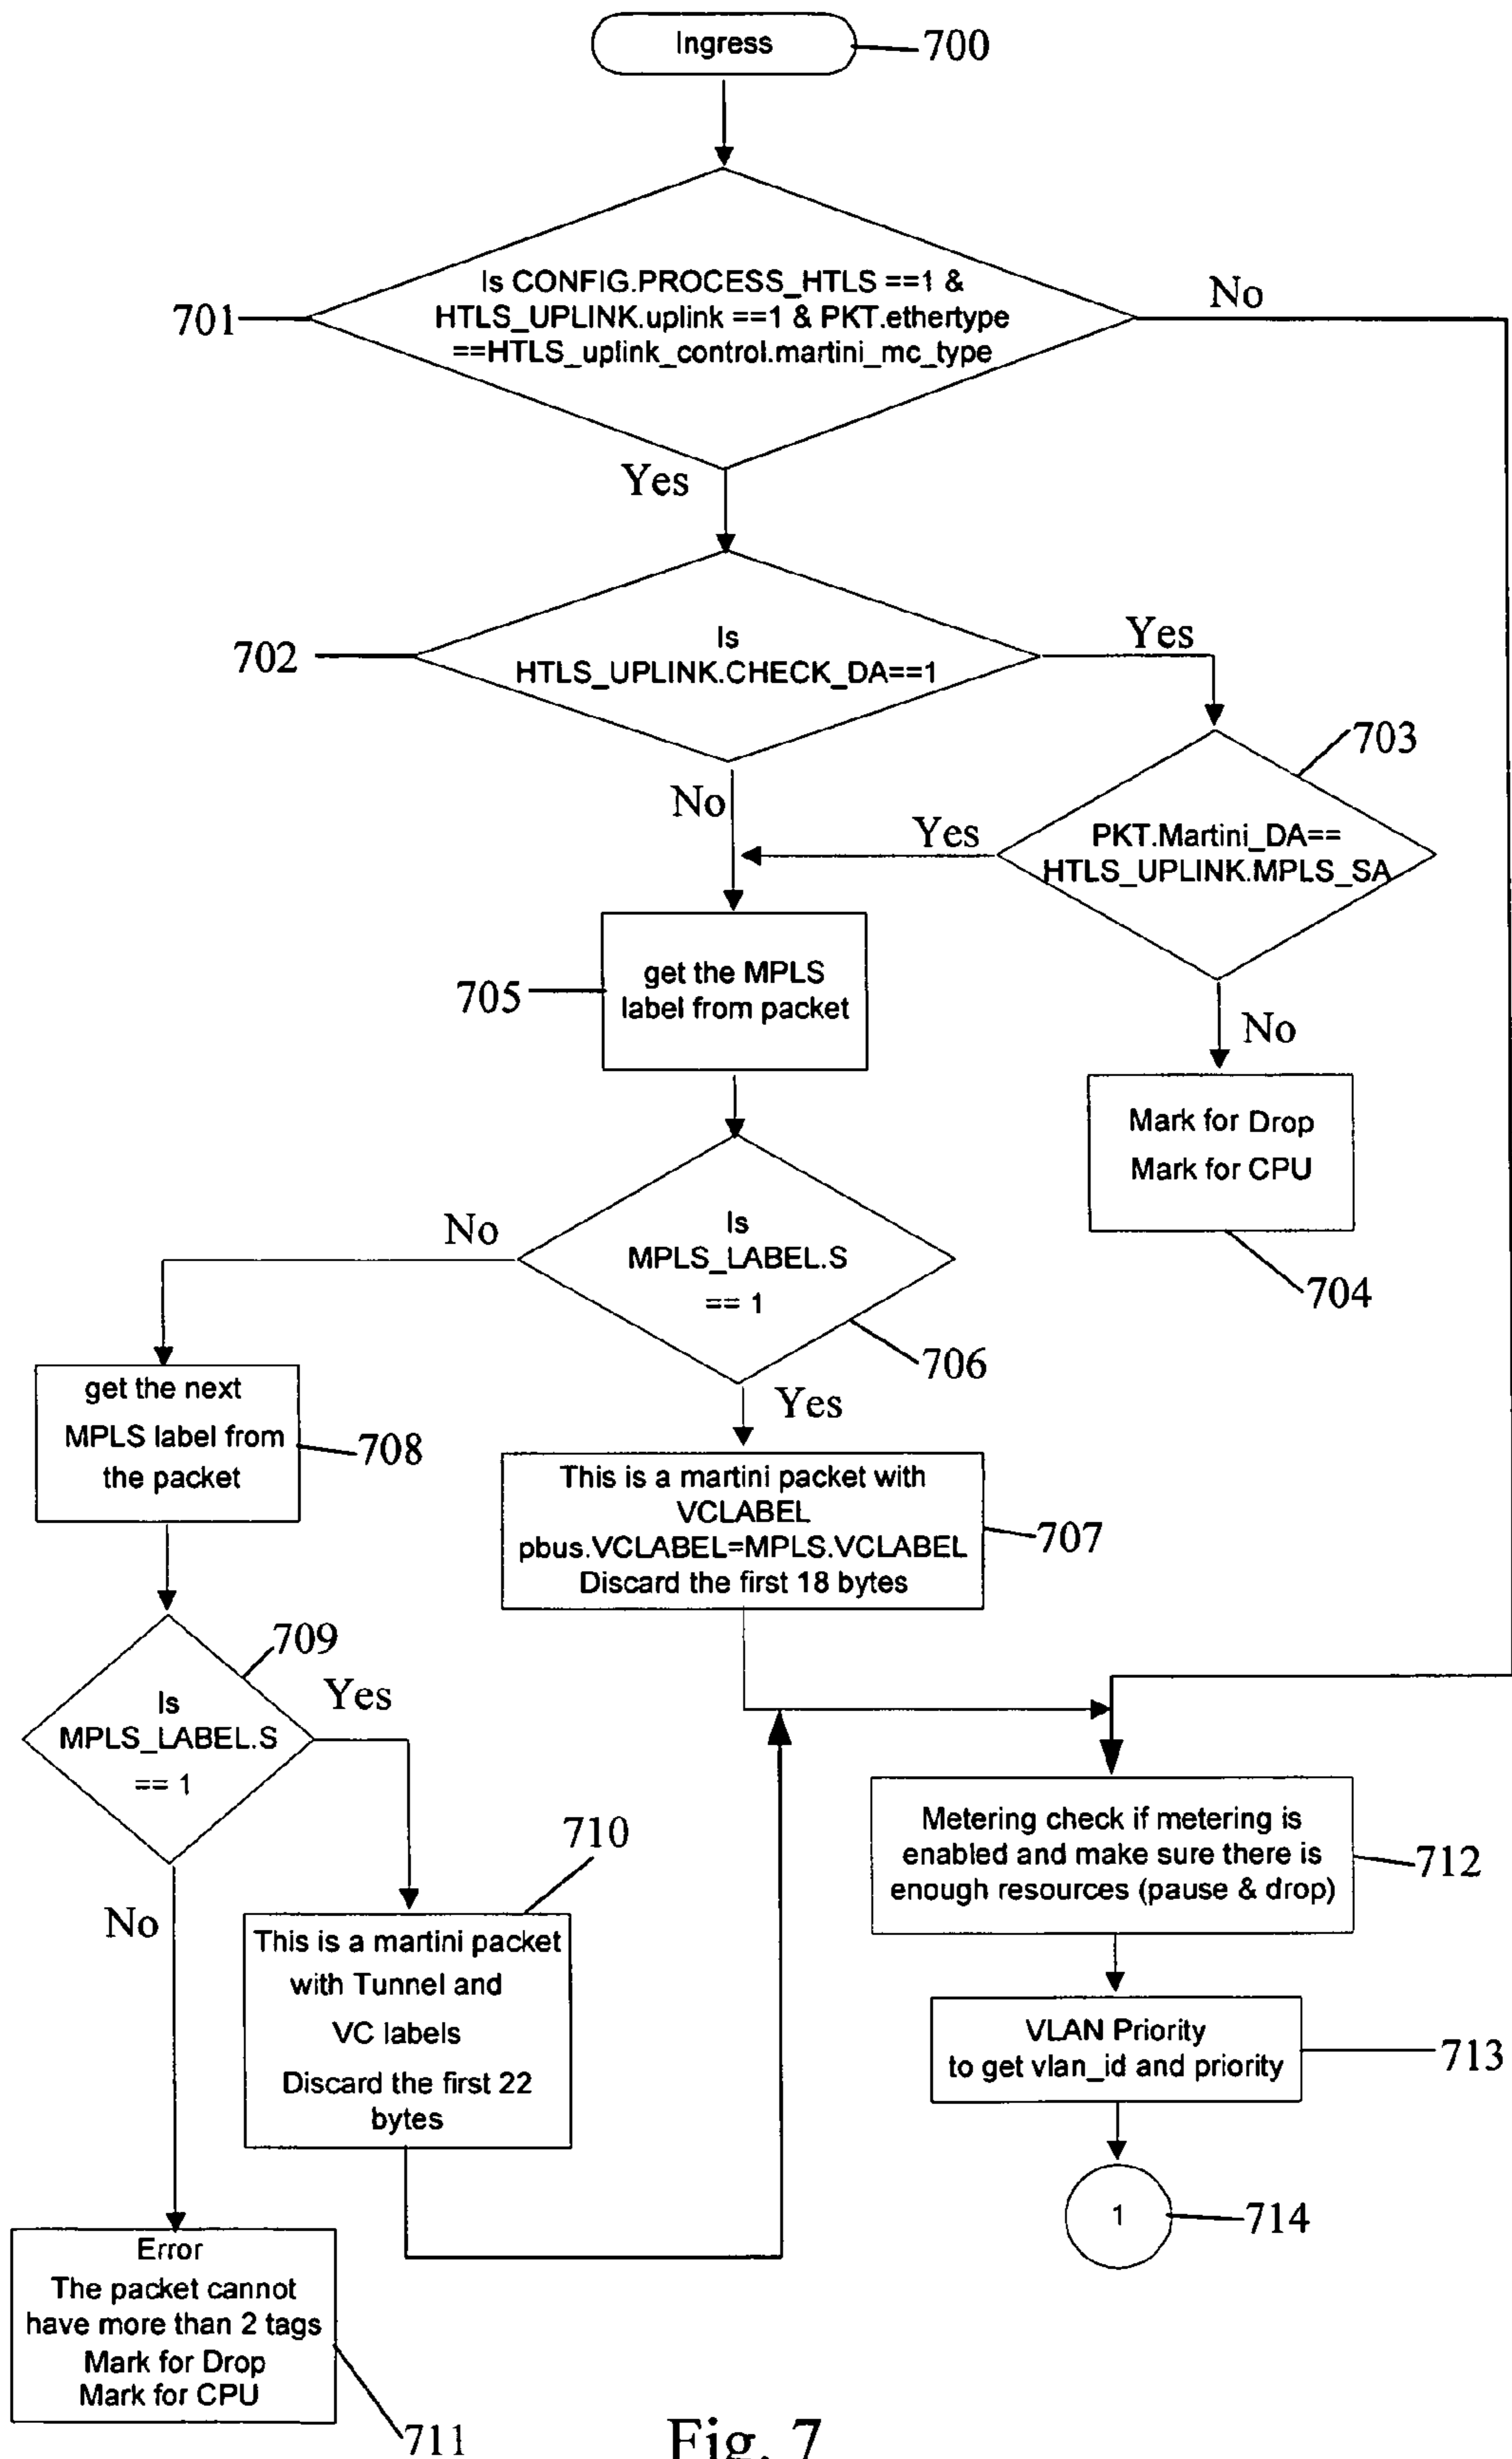 Ingress
700
Is CONFIG.PROCESS_HTLS ==1 &
HTLS_UPLINK.uplink ==1 & PKT.ethertype
==HTLS_uplink_control.martini_mc_type
701
No
Yes
Is
HTLS_UPLINK.CHECK_DA==1
702
Yes
No
703
PKT.Martini_DA==
HTLS_UPLINK.MPLS_SA
Yes
No
get the MPLS
label from packet
705
Mark for Drop
Mark for CPU
704
Is
MPLS_LABEL.S
== 1
706
No
Yes
get the next
MPLS label from
the packet
708
This is a martini packet with
VCLABEL
pbus.VCLABEL=MPLS.VCLABEL
Discard the first 18 bytes
707
709
Is
MPLS_LABEL.S
== 1
Yes
No
710
This is a martini packet
with Tunnel and
VC labels
Discard the first 22
bytes
Metering check if metering is
enabled and make sure there is
enough resources (pause & drop)
712
VLAN Priority
to get vlan_id and priority
713
1
714
Error
The packet cannot
have more than 2 tags
Mark for Drop
Mark for CPU
711
Fig. 7